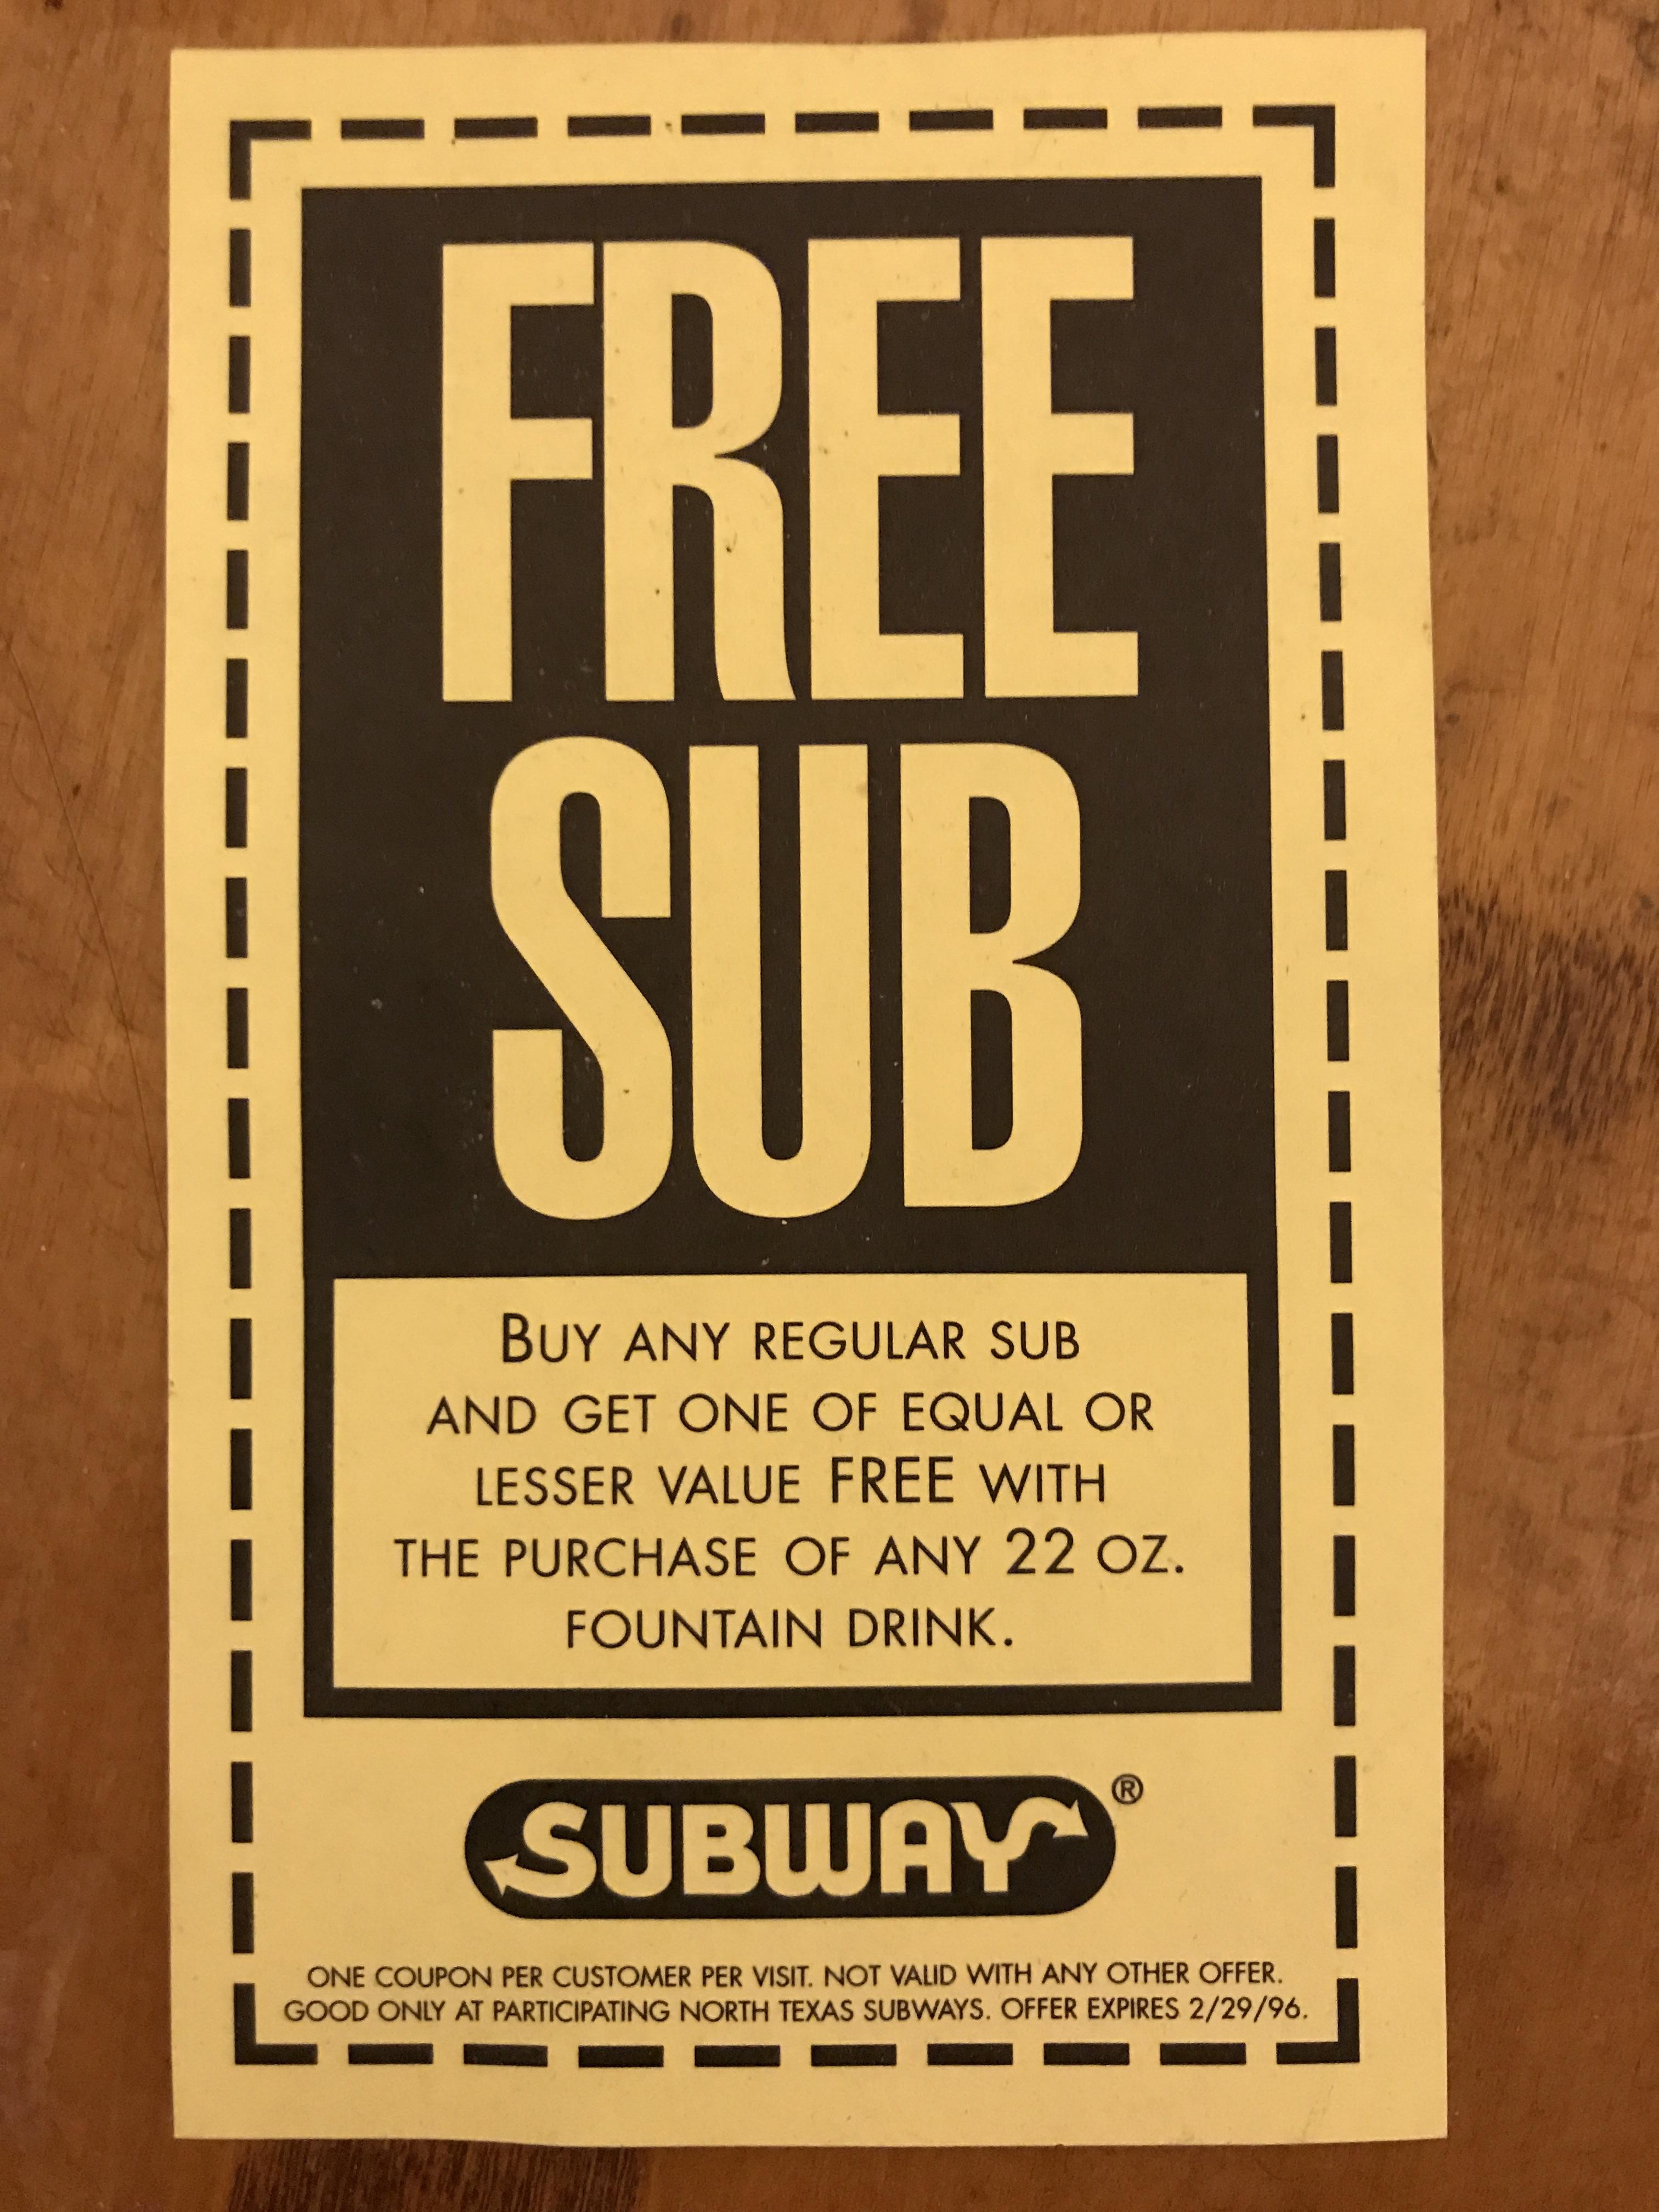 FREE
SUB
BUY ANY REGULAR SUB
AND GET ONE OF EQUAL OR
LESSER VALUE FREE WITH
THE PURCHASE OF ANY 22 OZ.
FOUNTAIN DRINK.
SUBWAY®
ONE COUPON PER CUSTOMER PER VISIT. NOT VALID WITH ANY OTHER OFFER.
GOOD ONLY AT PARTICIPATING NORTH TEXAS SUBWAYS. OFFER EXPIRES 2/29/96.